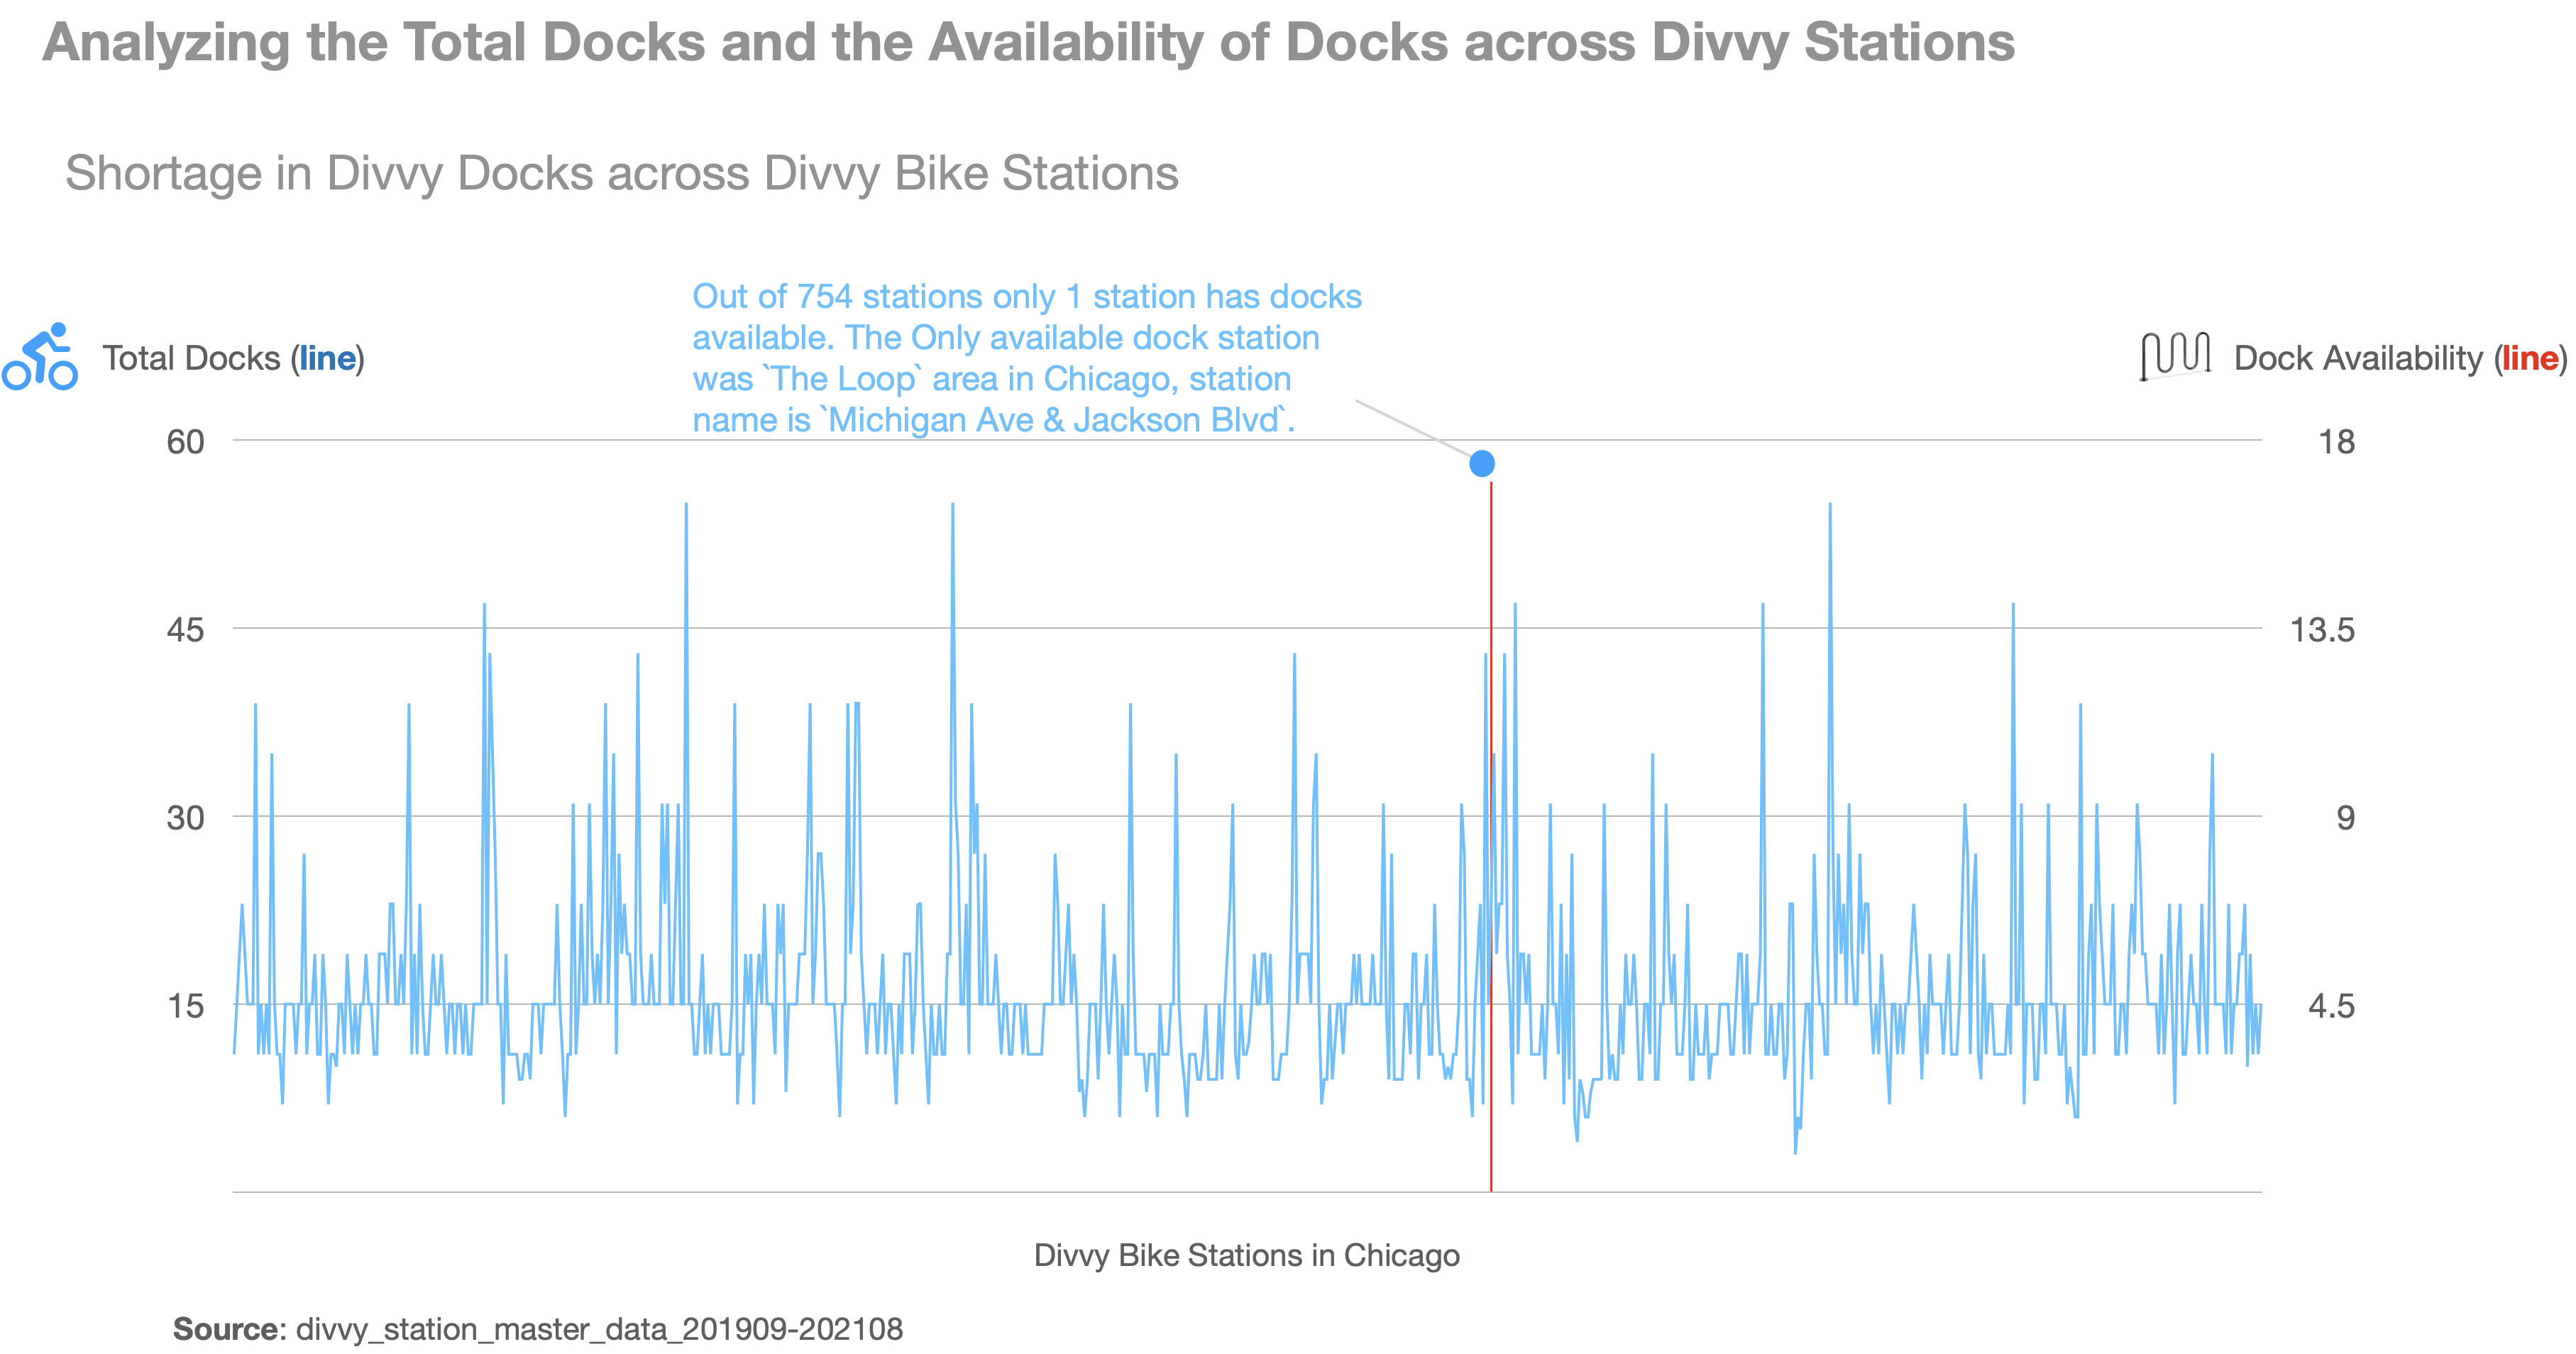 Analyzing the Total Docks and the Availability of Docks across Divvy Stations
Shortage in Divvy Docks across Divvy Bike Stations
Out of 754 stations only 1 station has docks
available. The Only available dock station
was `The Loop` area in Chicago, station
name is `Michigan Ave & Jackson Blvd`.
Total Docks (line)
Dock Availability (line)
60
18
45
13.5
30
9
15
4.5
Divvy Bike Stations in Chicago
Source: divvy_station_master_data_201909-202108